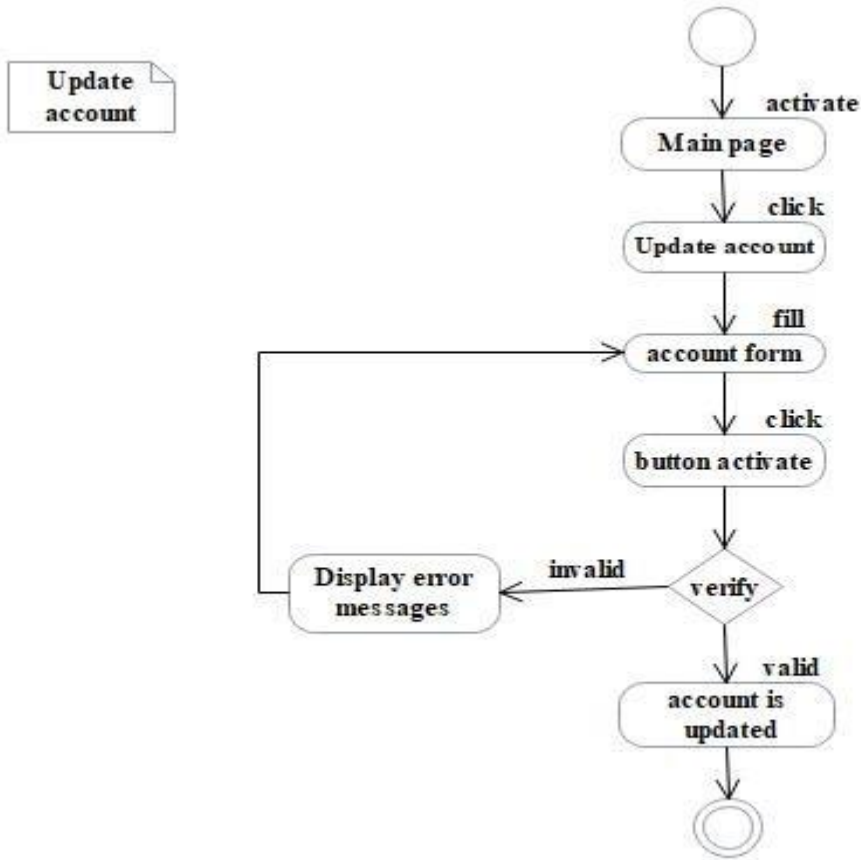 Update
account
activate
Main page
click
Update account
fill
account form
click
button activate
verify
invalid
Display error
messages
valid
account is
updated